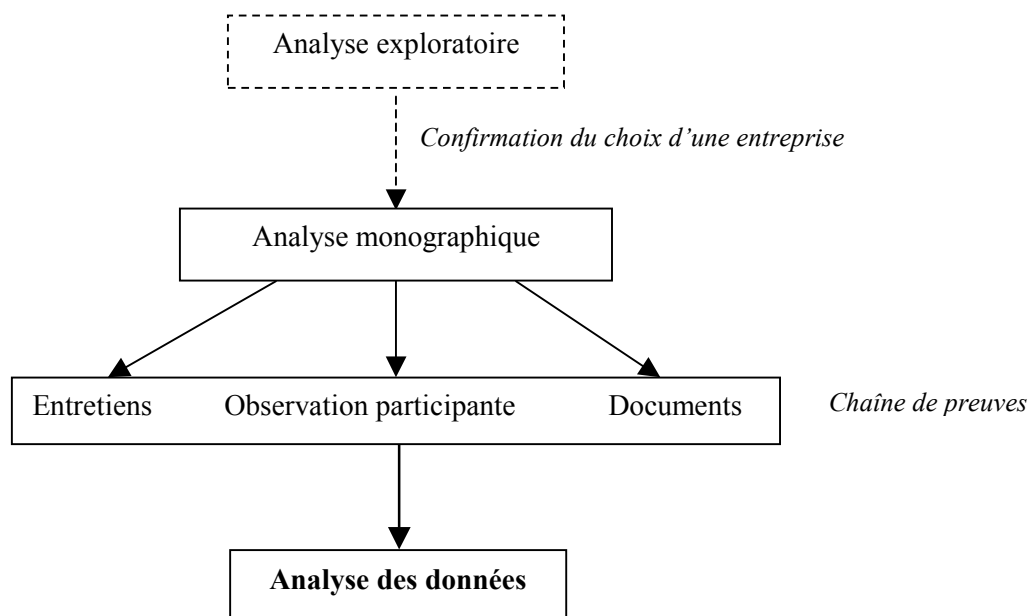 Analyse exploratoire
Confirmation du choix d’une entreprise
Analyse monographique
Entretiens Observation participante Documents
Chaîne de preuves
Analyse des données